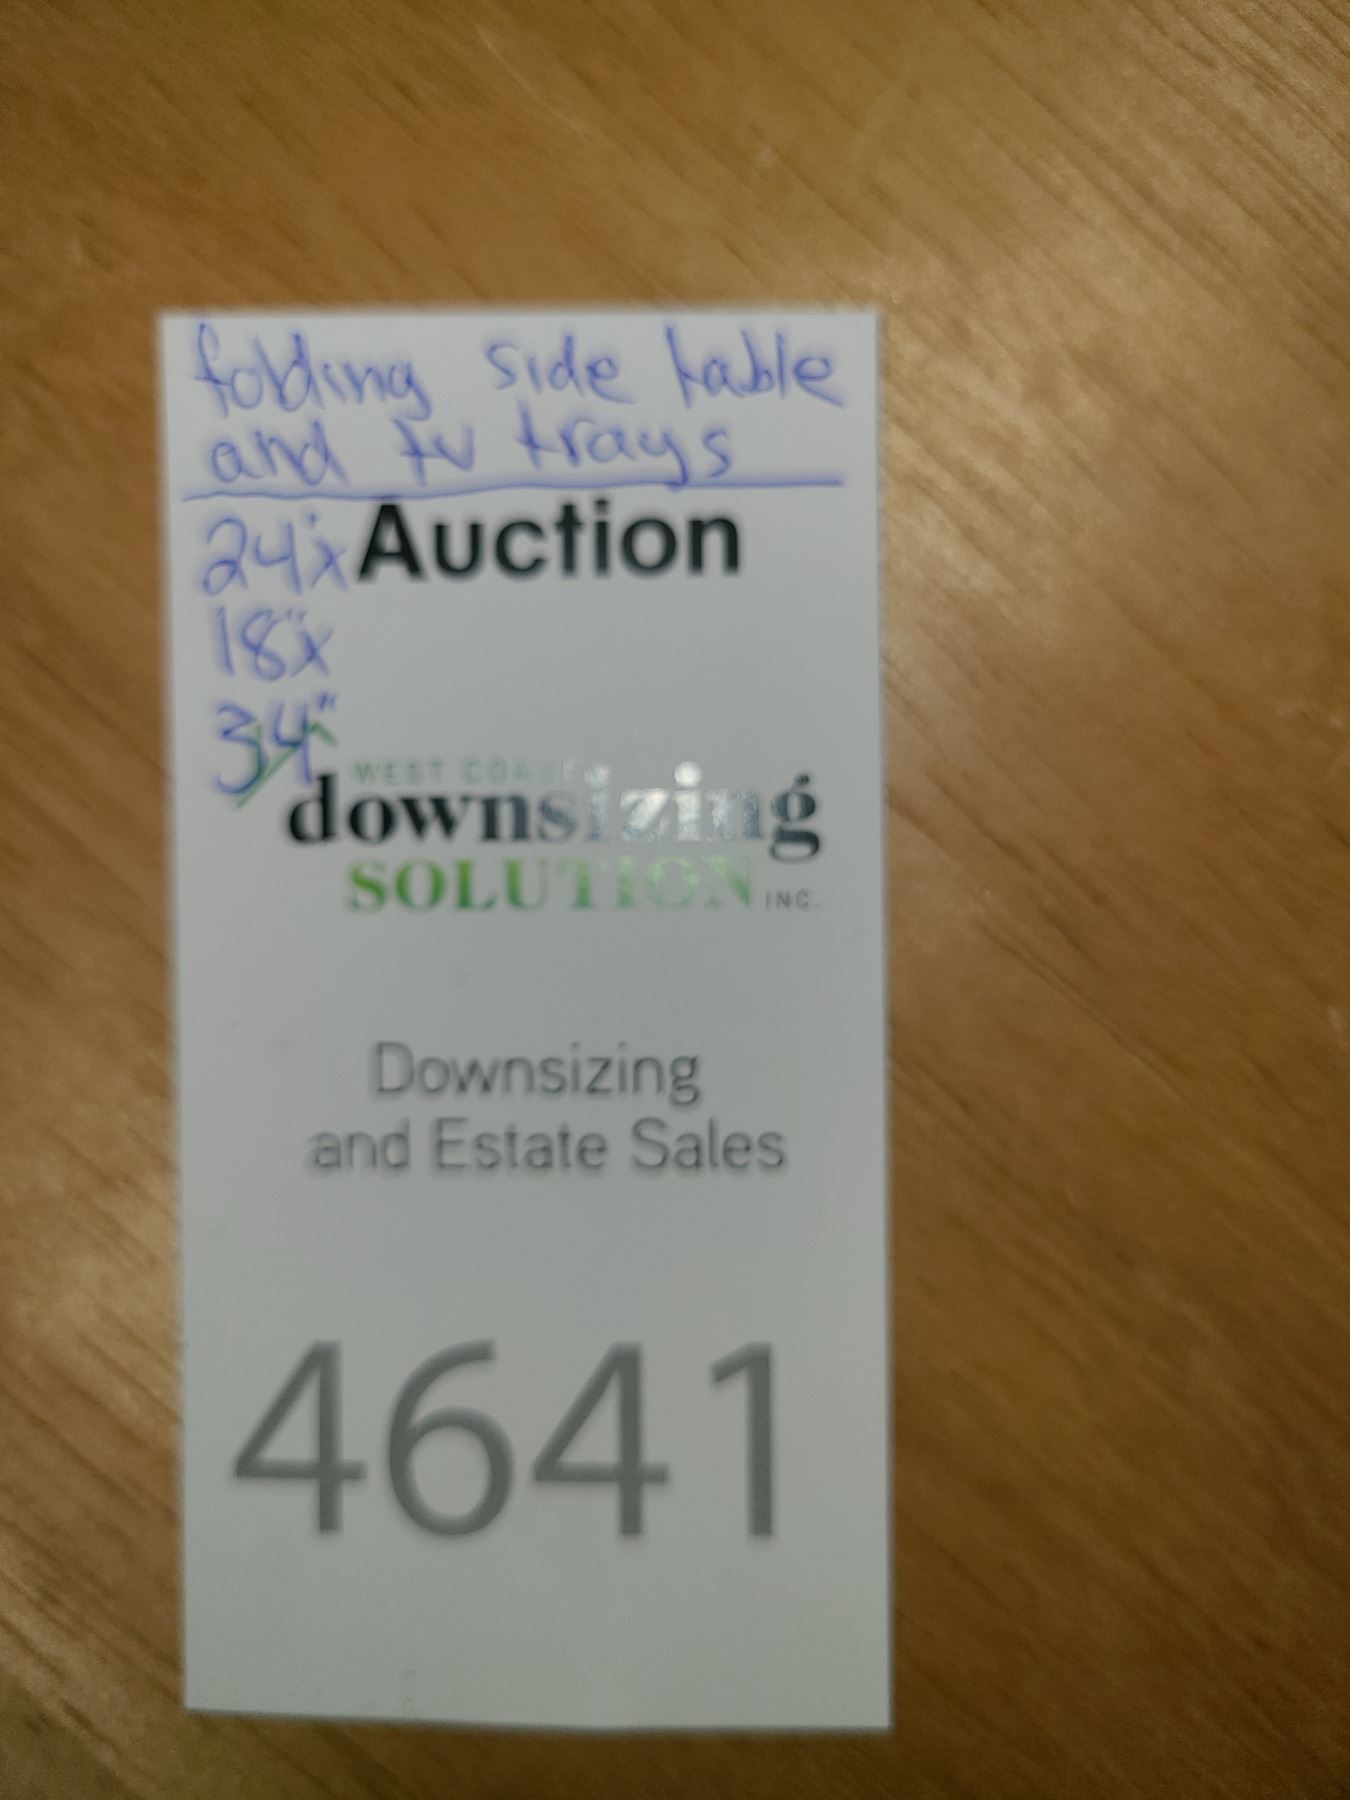 folding side table
and tv trays
24"x
Auction
18"x
34"
WEST COAST
downsizing
SOLUTION INC.
Downsizing
and Estate Sales
4641